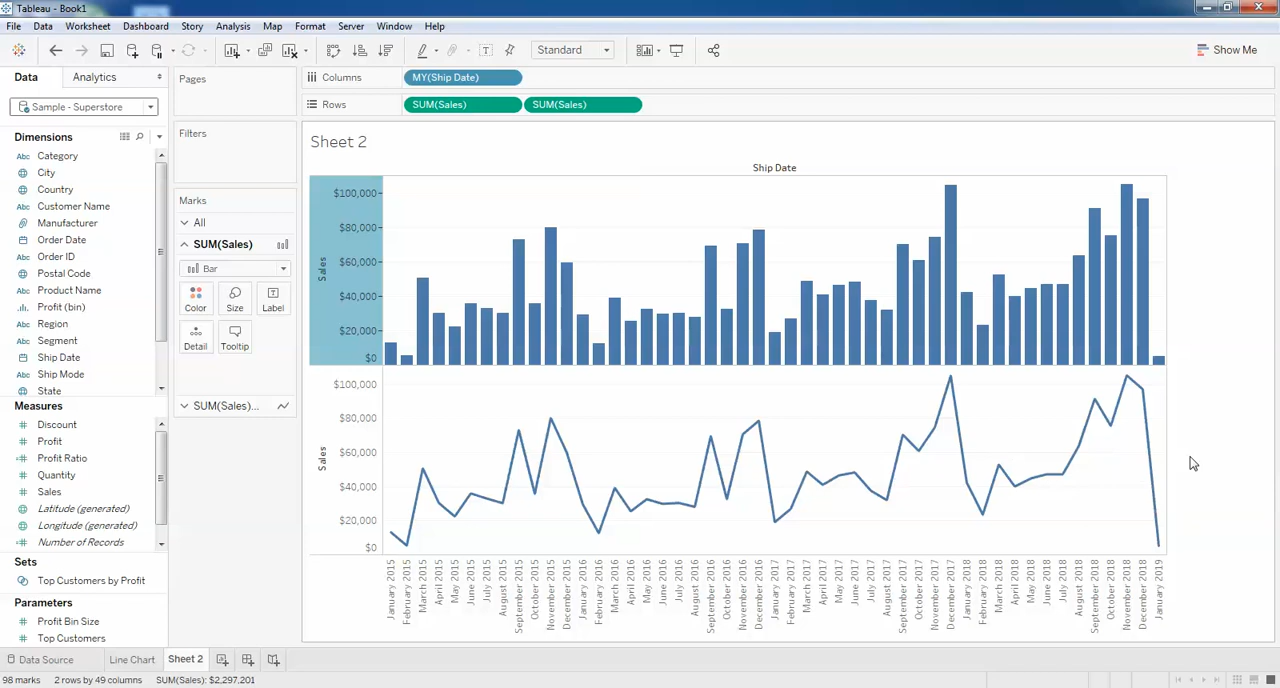 Tableau - Book1
File Data Worksheet Dashboard Story Analysis Map Format Server Window Help
Standard
Show Me
Data
Analytics
Sample - Superstore
Dimensions
Abc Category
City
Country
Abc Customer Name
Manufacturer
Order Date
Abc Order ID
Postal Code
Abc Product Name
Profit (bin)
Abc Region
Abc Segment
Ship Date
Abc Ship Mode
State
Measures
Discount
Profit
Profit Ratio
Quantity
Sales
Latitude (generated)
Longitude (generated)
Number of Records
Sets
Top Customers by Profit
Parameters
Profit Bin Size
Top Customers
Pages
Filters
Marks
All
SUM(Sales)
Bar
Color
Size
Label
Detail
Tooltip
SUM(Sales)...
Columns
MY(Ship Date)
Rows
SUM(Sales)
SUM(Sales)
Sheet 2
Ship Date
$100,000
$80,000
$60,000
$40,000
$20,000
$0
Sales
$100,000
$80,000
$60,000
$40,000
$20,000
$0
Sales
January 2015
February 2015
March 2015
April 2015
May 2015
June 2015
July 2015
August 2015
September 2015
October 2015
November 2015
December 2015
January 2016
February 2016
March 2016
April 2016
May 2016
June 2016
July 2016
August 2016
September 2016
October 2016
November 2016
December 2016
January 2017
February 2017
March 2017
April 2017
May 2017
June 2017
July 2017
August 2017
September 2017
October 2017
November 2017
December 2017
January 2018
February 2018
March 2018
April 2018
May 2018
June 2018
July 2018
August 2018
September 2018
October 2018
November 2018
December 2018
January 2019
Data Source
Line Chart
Sheet 2
98 marks
2 rows by 49 columns
SUM(Sales): $2,297,201